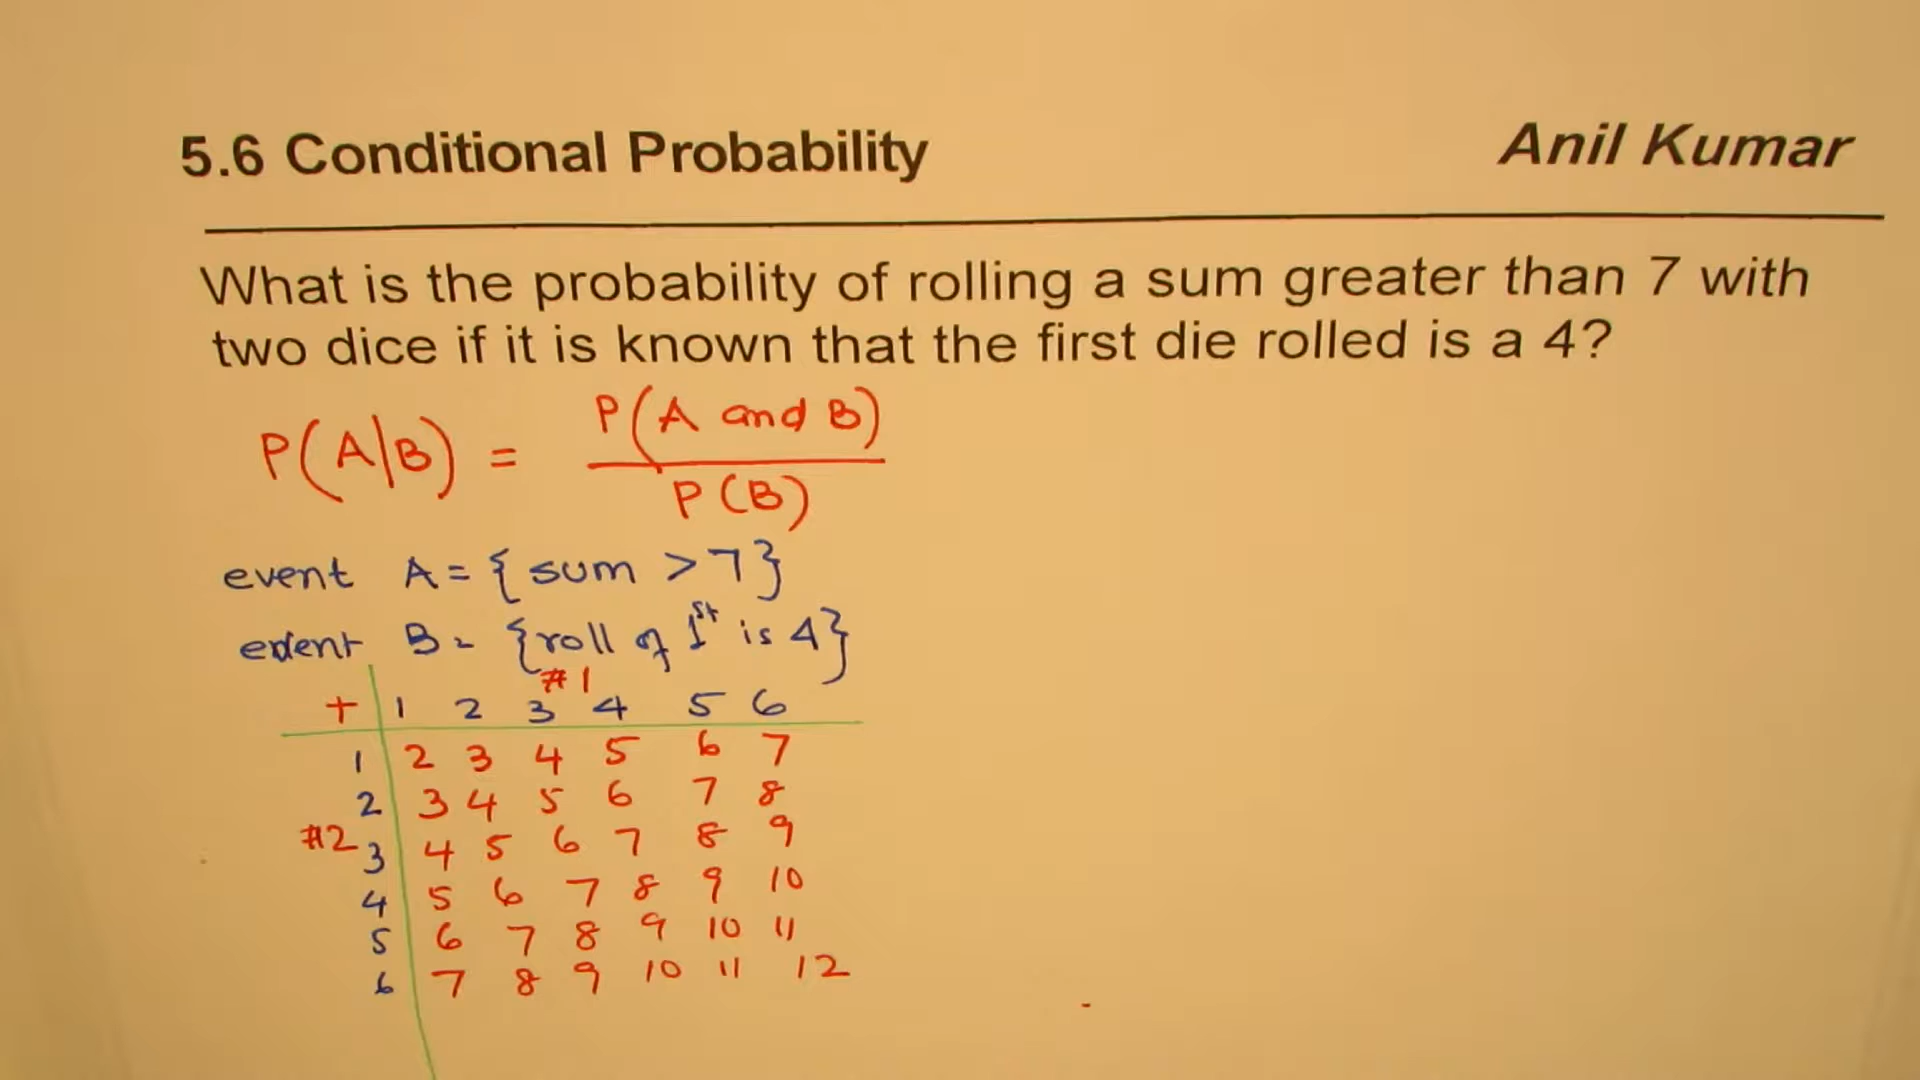 5.6 Conditional Probability Anil Kumar
What is the probability of rolling a sum greater than 7 with
two dice if it is known that the first die rolled is a 4?
P(A|B) = P(A and B) / P(B)
event A = { sum > 7}
event B = {roll of 1st is 4}
#1
+ 1 2 3 4 5 6
1 2 3 4 5 6 7
2 3 4 5 6 7 8
#2
3 4 5 6 7 8 9
4 5 6 7 8 9 10
5 6 7 8 9 10 11
6 7 8 9 10 11 12